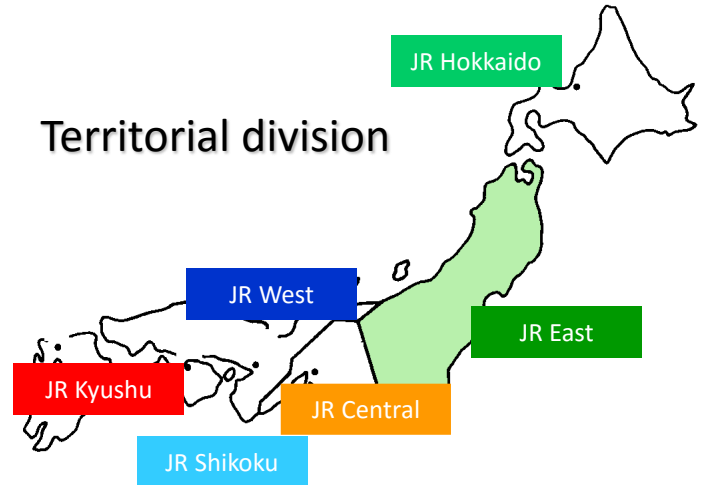 JR Hokkaido
Territorial division
JR West
JR East
JR Kyushu
JR Central
JR Shikoku